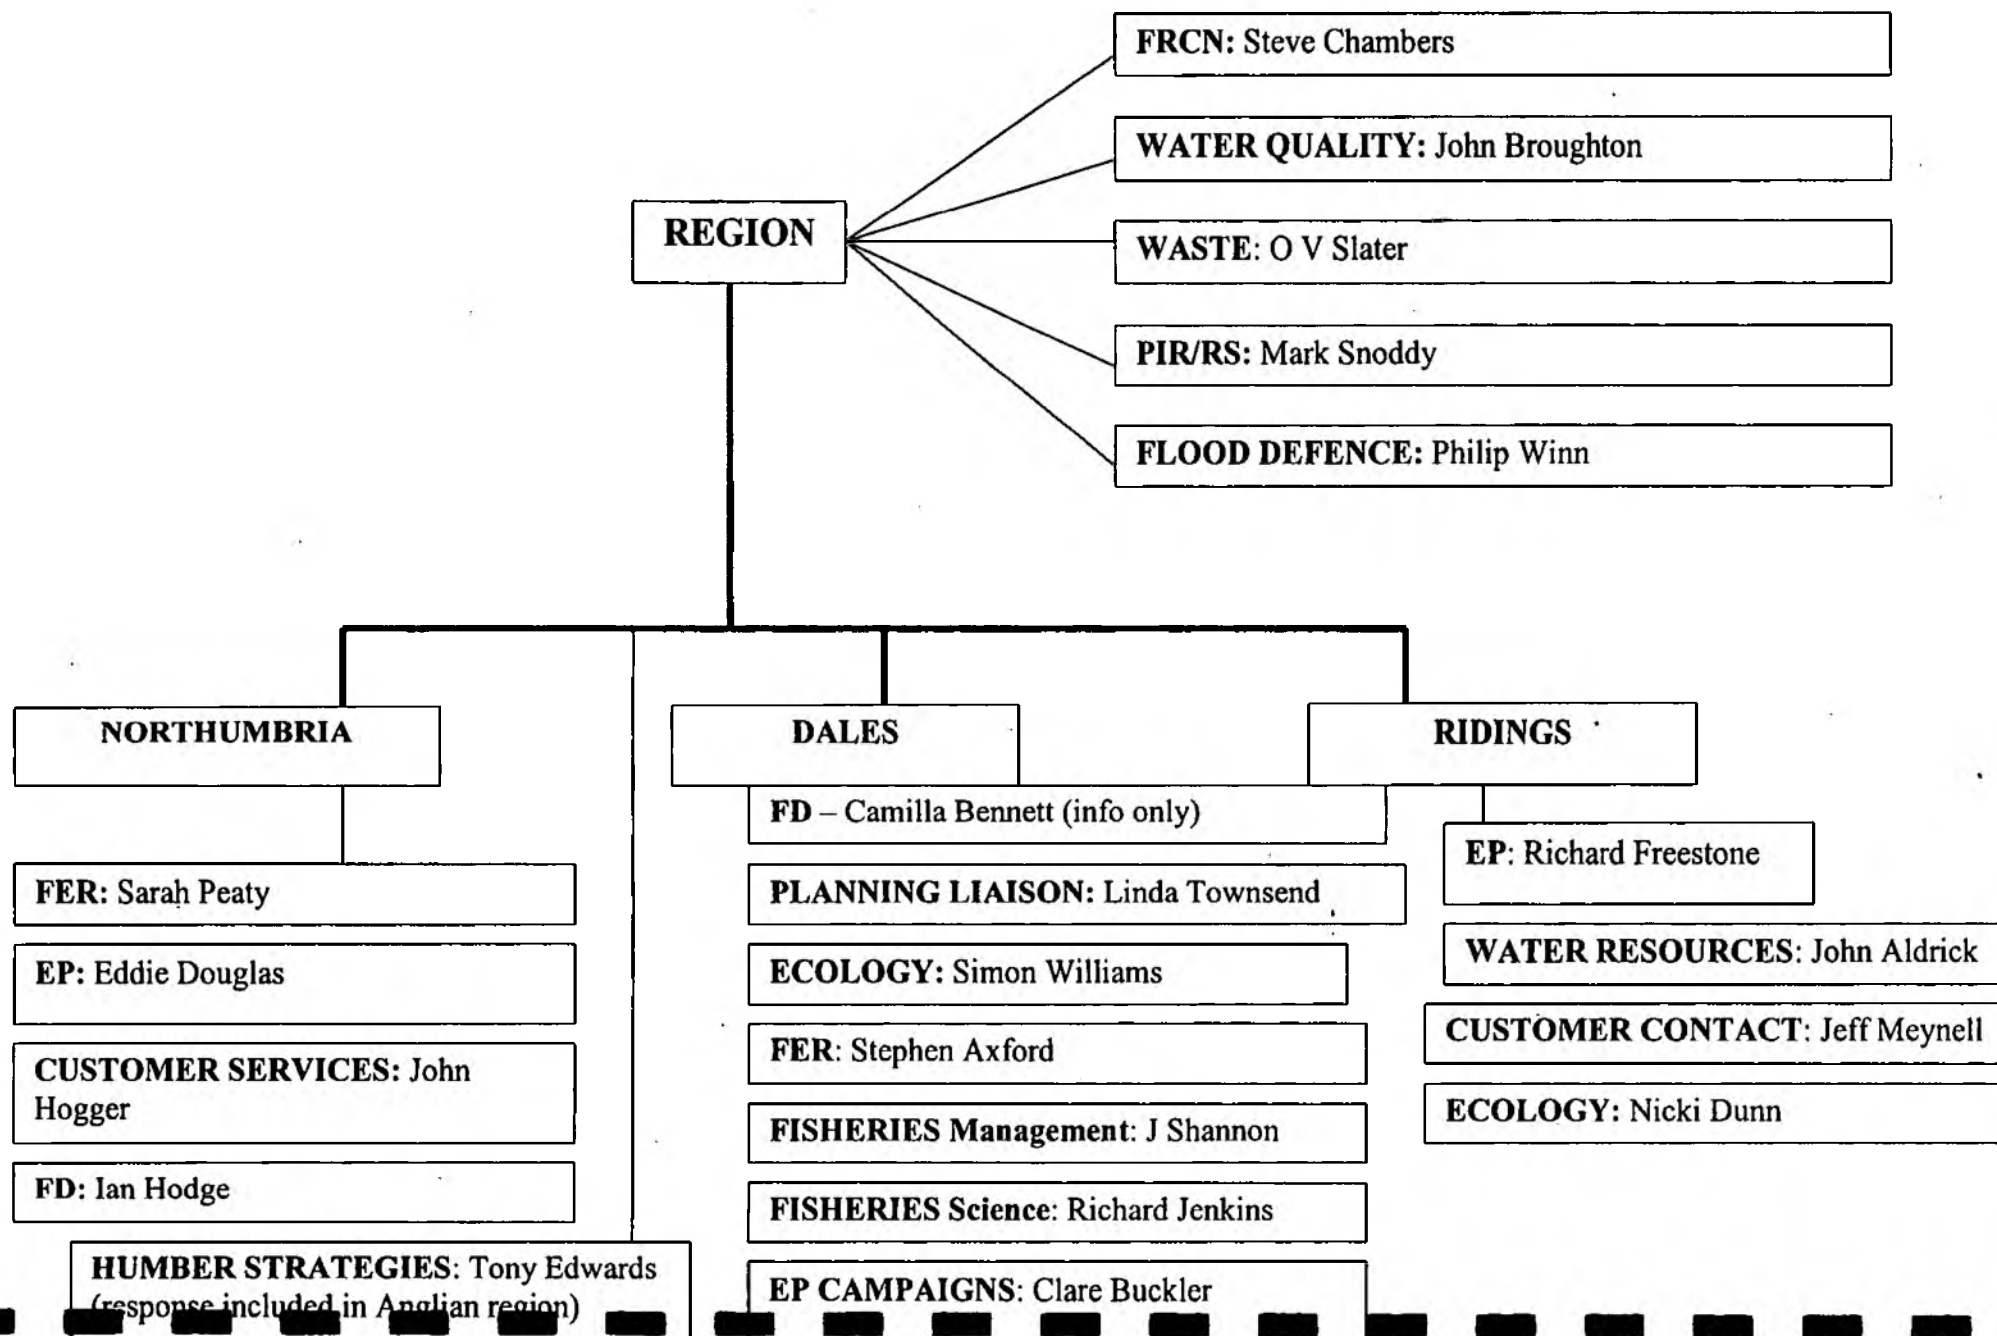 FRCN: Steve Chambers
WATER QUALITY: John Broughton
REGION
WASTE: O V Slater
PIR/RS: Mark Snoddy
FLOOD DEFENCE: Philip Winn
NORTHUMBRIA
FER: Sarah Peaty
EP: Eddie Douglas
CUSTOMER SERVICES: John
Hogger
FD: Ian Hodge
HUMBER STRATEGIES: Tony Edwards
(response included in Anglian region)
DALES
FD – Camilla Bennett (info only)
PLANNING LIAISON: Linda Townsend
ECOLOGY: Simon Williams
FER: Stephen Axford
FISHERIES Management: J Shannon
FISHERIES Science: Richard Jenkins
EP CAMPAIGNS: Clare Buckler
RIDINGS
EP: Richard Freestone
WATER RESOURCES: John Aldrick
CUSTOMER CONTACT: Jeff Meynell
ECOLOGY: Nicki Dunn